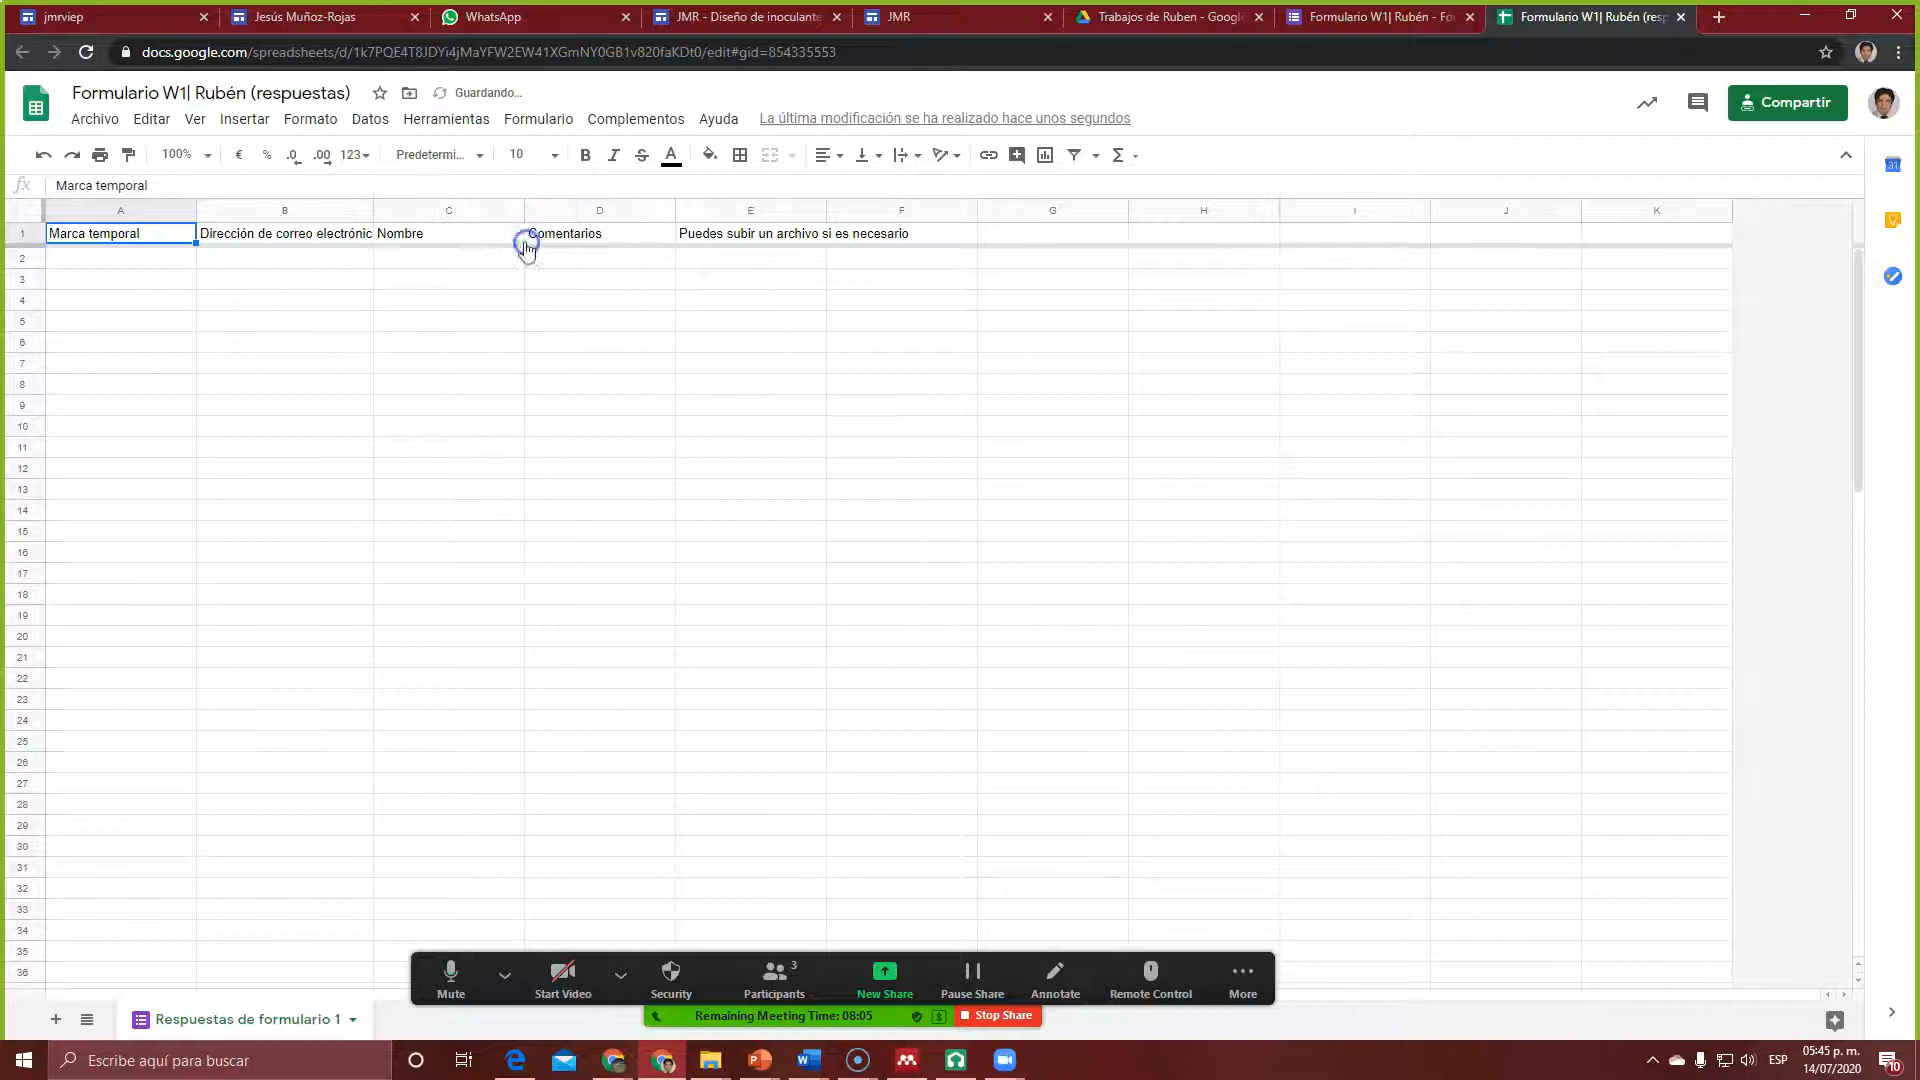 jmrviep
Jesús Muñoz-Rojas
WhatsApp
JMR - Diseño de inoculante
JMR
Trabajos de Ruben - Google
Formulario W1| Rubén - Fo
Formulario W1| Rubén (resp
docs.google.com/spreadsheets/d/1k7PQE4T8JDYi4jMaYFW2EW41XGmNY0GB1v820faKDt0/edit#gid=854335553
Formulario W1| Rubén (respuestas)
Guardando...
Archivo Editar Ver Insertar Formato Datos Herramientas Formulario Complementos Ayuda
La última modificación se ha realizado hace unos segundos
Compartir
100% € % .0 .00 123 Predetermi... 10 B I S A
31
fx Marca temporal
A B C D E F G H I J K
1 Marca temporal Dirección de correo electrónic Nombre Comentarios Puedes subir un archivo si es necesario
2
3
4
5
6
7
8
9
10
11
12
13
14
15
16
17
18
19
20
21
22
23
24
25
26
27
28
29
30
31
32
33
34
35
36
Mute
Start Video
Security
3
Participants
New Share
Pause Share
Annotate
Remote Control
More
Respuestas de formulario 1
Remaining Meeting Time: 08:05
Stop Share
Escribe aquí para buscar
ESP
05:45 p. m.
14/07/2020
10